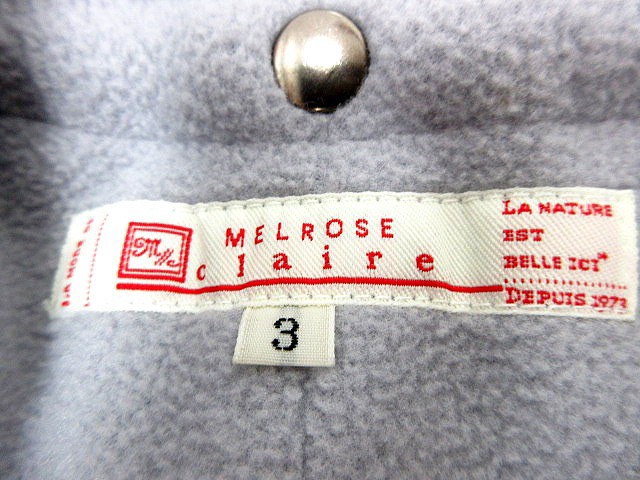 MELROSE
claire
LA NATURE
EST
BELLE ICI*
DEPUIS 1973
3